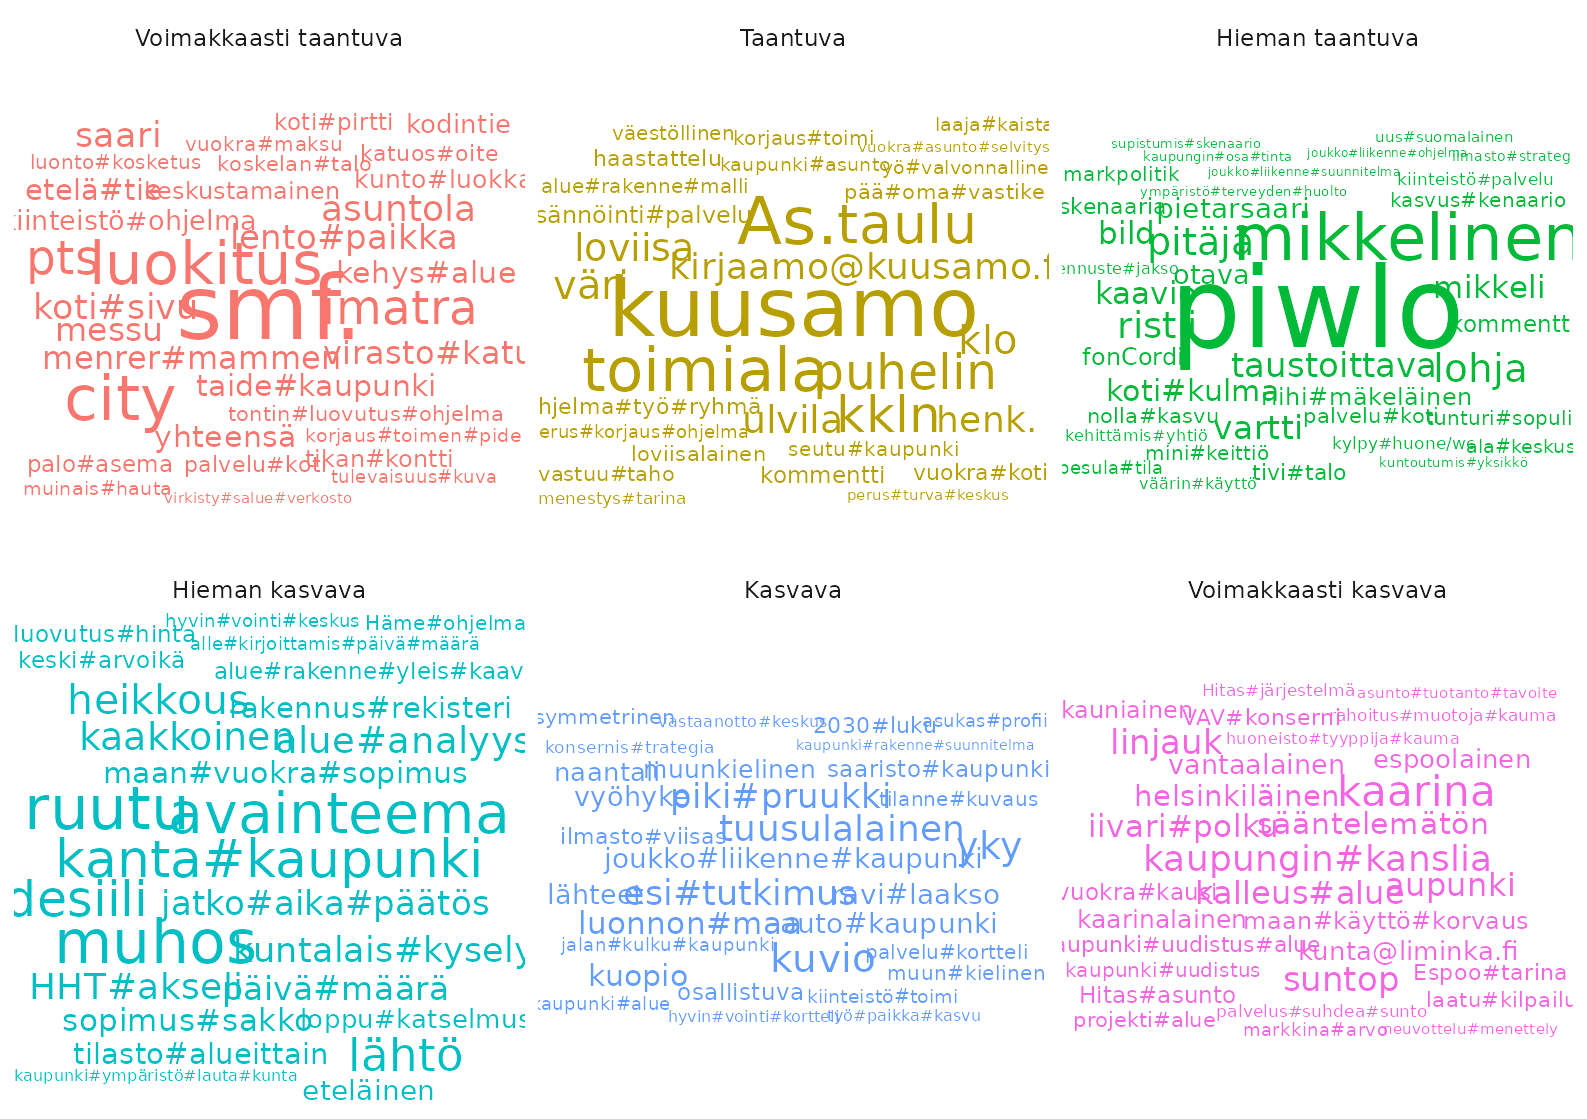 Voimakkaasti taantuva
koti#pirtti kodintie
saari
vuokra#maksu
luonto#kosketus koskelan#talo katuos#oite
etelä#tie keskustamainen kunto#luokka
kiinteistö#ohjelma asuntola
lento#paikka
pts luokitus kehys#alue
koti#sivu smf. imatra
messu
menrer#mammen virasto#katu
city taide#kaupunki
tontin#luovutus#ohjelma
yhteensä korjaus#toimen#pide
palo#asema palvelu#koti tikan#kontti
muinais#hauta tulevaisuus#kuva
virkisty#salue#verkosto
Taantuva
laaja#kaista
väestöllinen korjaus#toimi
vuokra#asunto#selvitys
haastattelu kaupunki#asunto työ#valvonnalline
alue#rakenne#malli pää#oma#vastike
sännöinti#palvelu As. taulu
loviisa
kirjaamo@kuusamo.f
väri kuusamo
klo
toimiala puhelin
hjelma#työ#ryhmä ulvila kkln henk.
erus#korjaus#ohjelma
loviisalainen seutu#kaupunki
vastuu#taho kommentti vuokra#koti
menestys#tarina perus#turva#keskus
Hieman taantuva
uus#suomalainen
supistumis#skenaario
kaupungin#osa#tinta joukko#liikenne#ohjelma ilmasto#strateg
markpolitik joukko#liikenne#suunnitelma kiinteistö#palvelu
ympäristö#terveyden#huolto
skenaaria pietarsaari kasvus#kenaario
bild pitäjä mikkelinen
ennuste#jakso otava
kaavio piwlo mikkeli
risti kommentt
fonCordi taustoittava lohja
koti#kulma riihi#mäkeläinen
nolla#kasvu palvelu#koti tunturi#sopuli
kehittämis#yhtiö vartti kylpy#huone/wc ala#keskus
mini#keittiö
pesula#tila tivi#talo kuntoutumis#yksikkö
väärin#käyttö
Hieman kasvava
hyvin#vointi#keskus Häme#ohjelma
luovutus#hinta alle#kirjoittamis#päivä#määrä
keski#arvoikä alue#rakenne#yleis#kaav
heikkous rakennus#rekisteri
kaakkoinen alue#analyys
maan#vuokra#sopimus
ruutu avainteema
kanta#kaupunki
desiili jatko#aika#päätös
muhos kuntalais#kysely
HHT#akseli päivä#määrä
sopimus#sakko loppu#katselmus
tilasto#alueittain lähtö
kaupunki#ympäristö#lauta#kunta
eteläinen
Kasvava
symmetrinen vastaanotto#keskus 2030#luku asukas#profii
konsernis#trategia kaupunki#rakenne#suunnitelma
naantali muunkielinen saaristo#kaupunki
vyöhyke piki#pruukki tilanne#kuvaus
ilmasto#viisas tuusulalainen
joukko#liikenne#kaupunki yky
lähteet esi#tutkimus ravi#laakso
luonnon#maa auto#kaupunki
jalan#kulku#kaupunki kuvio palvelu#kortteli
kuopio muun#kielinen
kaupunki#alue osallistuva kiinteistö#toimi
hyvin#vointi#kortteli työ#paikka#kasvu
Voimakkaasti kasvava
Hitas#järjestelmä asunto#tuotanto#tavoite
kauniainen VAV#konserni rahoitus#muotoja#kauma
linjauk huoneisto#tyyppija#kauma
vantaalainen espoolainen
helsinkiläinen kaarina
iivari#polku sääntelemätön
kaupungin#kanslia
vuokra#kausi kalleus#alue aupunki
kaarinalainen maan#käyttö#korvaus
kaupunki#uudistus#alue kunta@liminka.fi
kaupunki#uudistus suntop Espoo#tarina
Hitas#asunto laatu#kilpailu
projekti#alue palvelus#suhdea#sunto
markkina#arvo neuvottelu#menettely